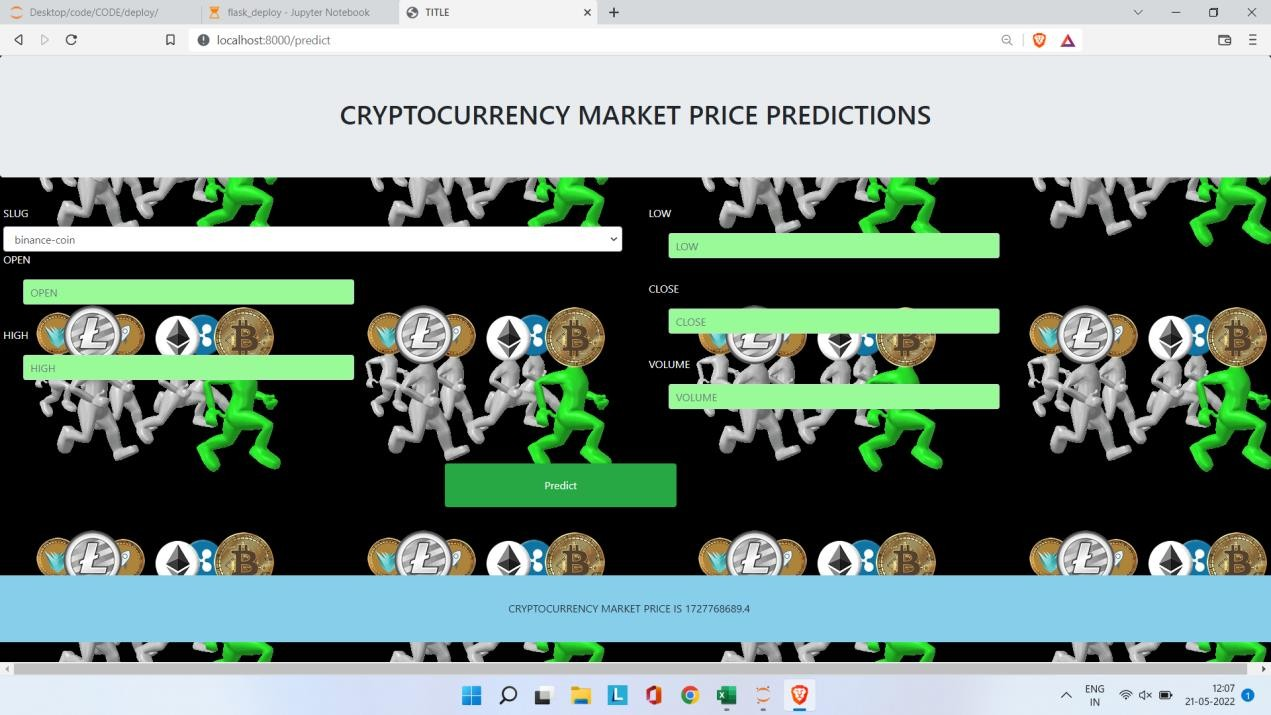 Desktop/code/CODE/deploy/
flask_deploy - Jupyter Notebook
TITLE
localhost:8000/predict
CRYPTOCURRENCY MARKET PRICE PREDICTIONS
SLUG
binance-coin
OPEN
OPEN
HIGH
HIGH
LOW
LOW
CLOSE
CLOSE
VOLUME
VOLUME
Predict
CRYPTOCURRENCY MARKET PRICE IS 1727768689.4
ENG
IN
12:07
21-05-2022
1